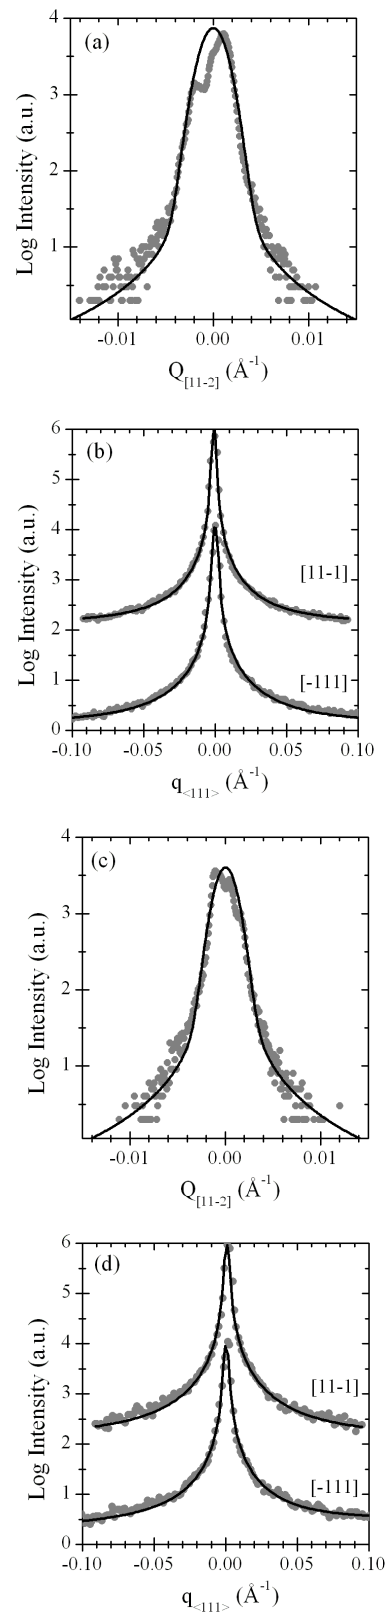 4
(a)
3
2
1
Log Intensity (a.u.)
-0.01 0.00 0.01
Q[11-2] (Å-1)
6
(b)
5
4
3
[11-1]
2
1
[-111]
0
Log Intensity (a.u.)
-0.10 -0.05 0.00 0.05 0.10
q<111> (Å-1)
4
(c)
3
2
1
Log Intensity (a.u.)
-0.01 0.00 0.01
Q[11-2] (Å-1)
6
(d)
5
4
3
[11-1]
2
1
[-111]
0
Log Intensity (a.u.)
-0.10 -0.05 0.00 0.05 0.10
q<111> (Å-1)